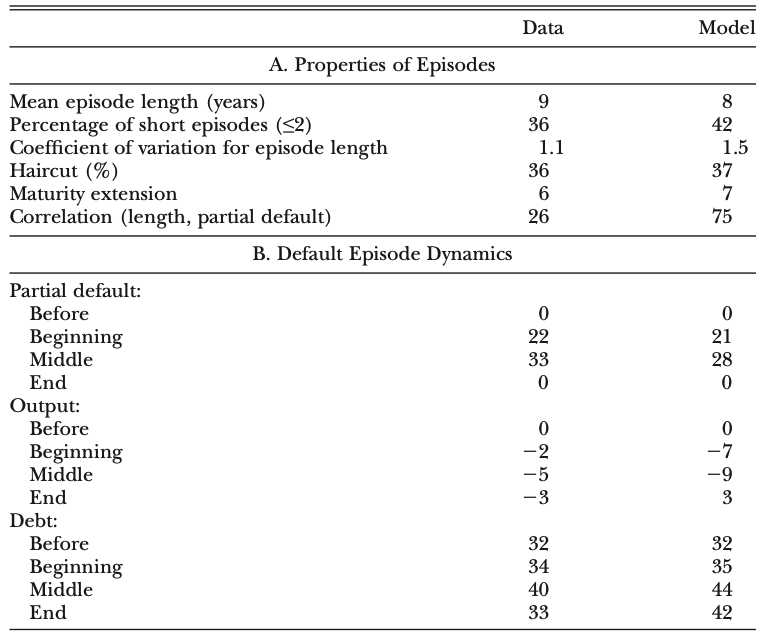 Data Model
A. Properties of Episodes
Mean episode length (years) 9 8
Percentage of short episodes (≤2) 36 42
Coefficient of variation for episode length 1.1 1.5
Haircut (%) 36 37
Maturity extension 6 7
Correlation (length, partial default) 26 75
B. Default Episode Dynamics
Partial default:
Before 0 0
Beginning 22 21
Middle 33 28
End 0 0
Output:
Before 0 0
Beginning −2 −7
Middle −5 −9
End −3 3
Debt:
Before 32 32
Beginning 34 35
Middle 40 44
End 33 42